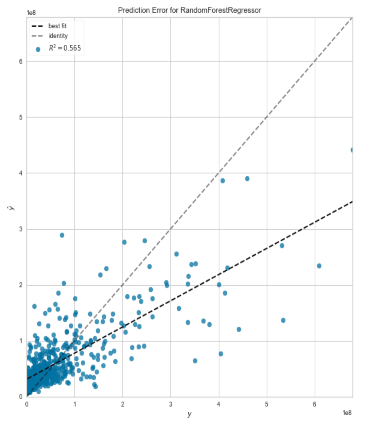 Prediction Error for RandomForestRegressor
1e8
best fit
identity
R² = 0.565
6
5
4
3
2
1
0
ŷ
0 1 2 3 4 5 6
y
1e8